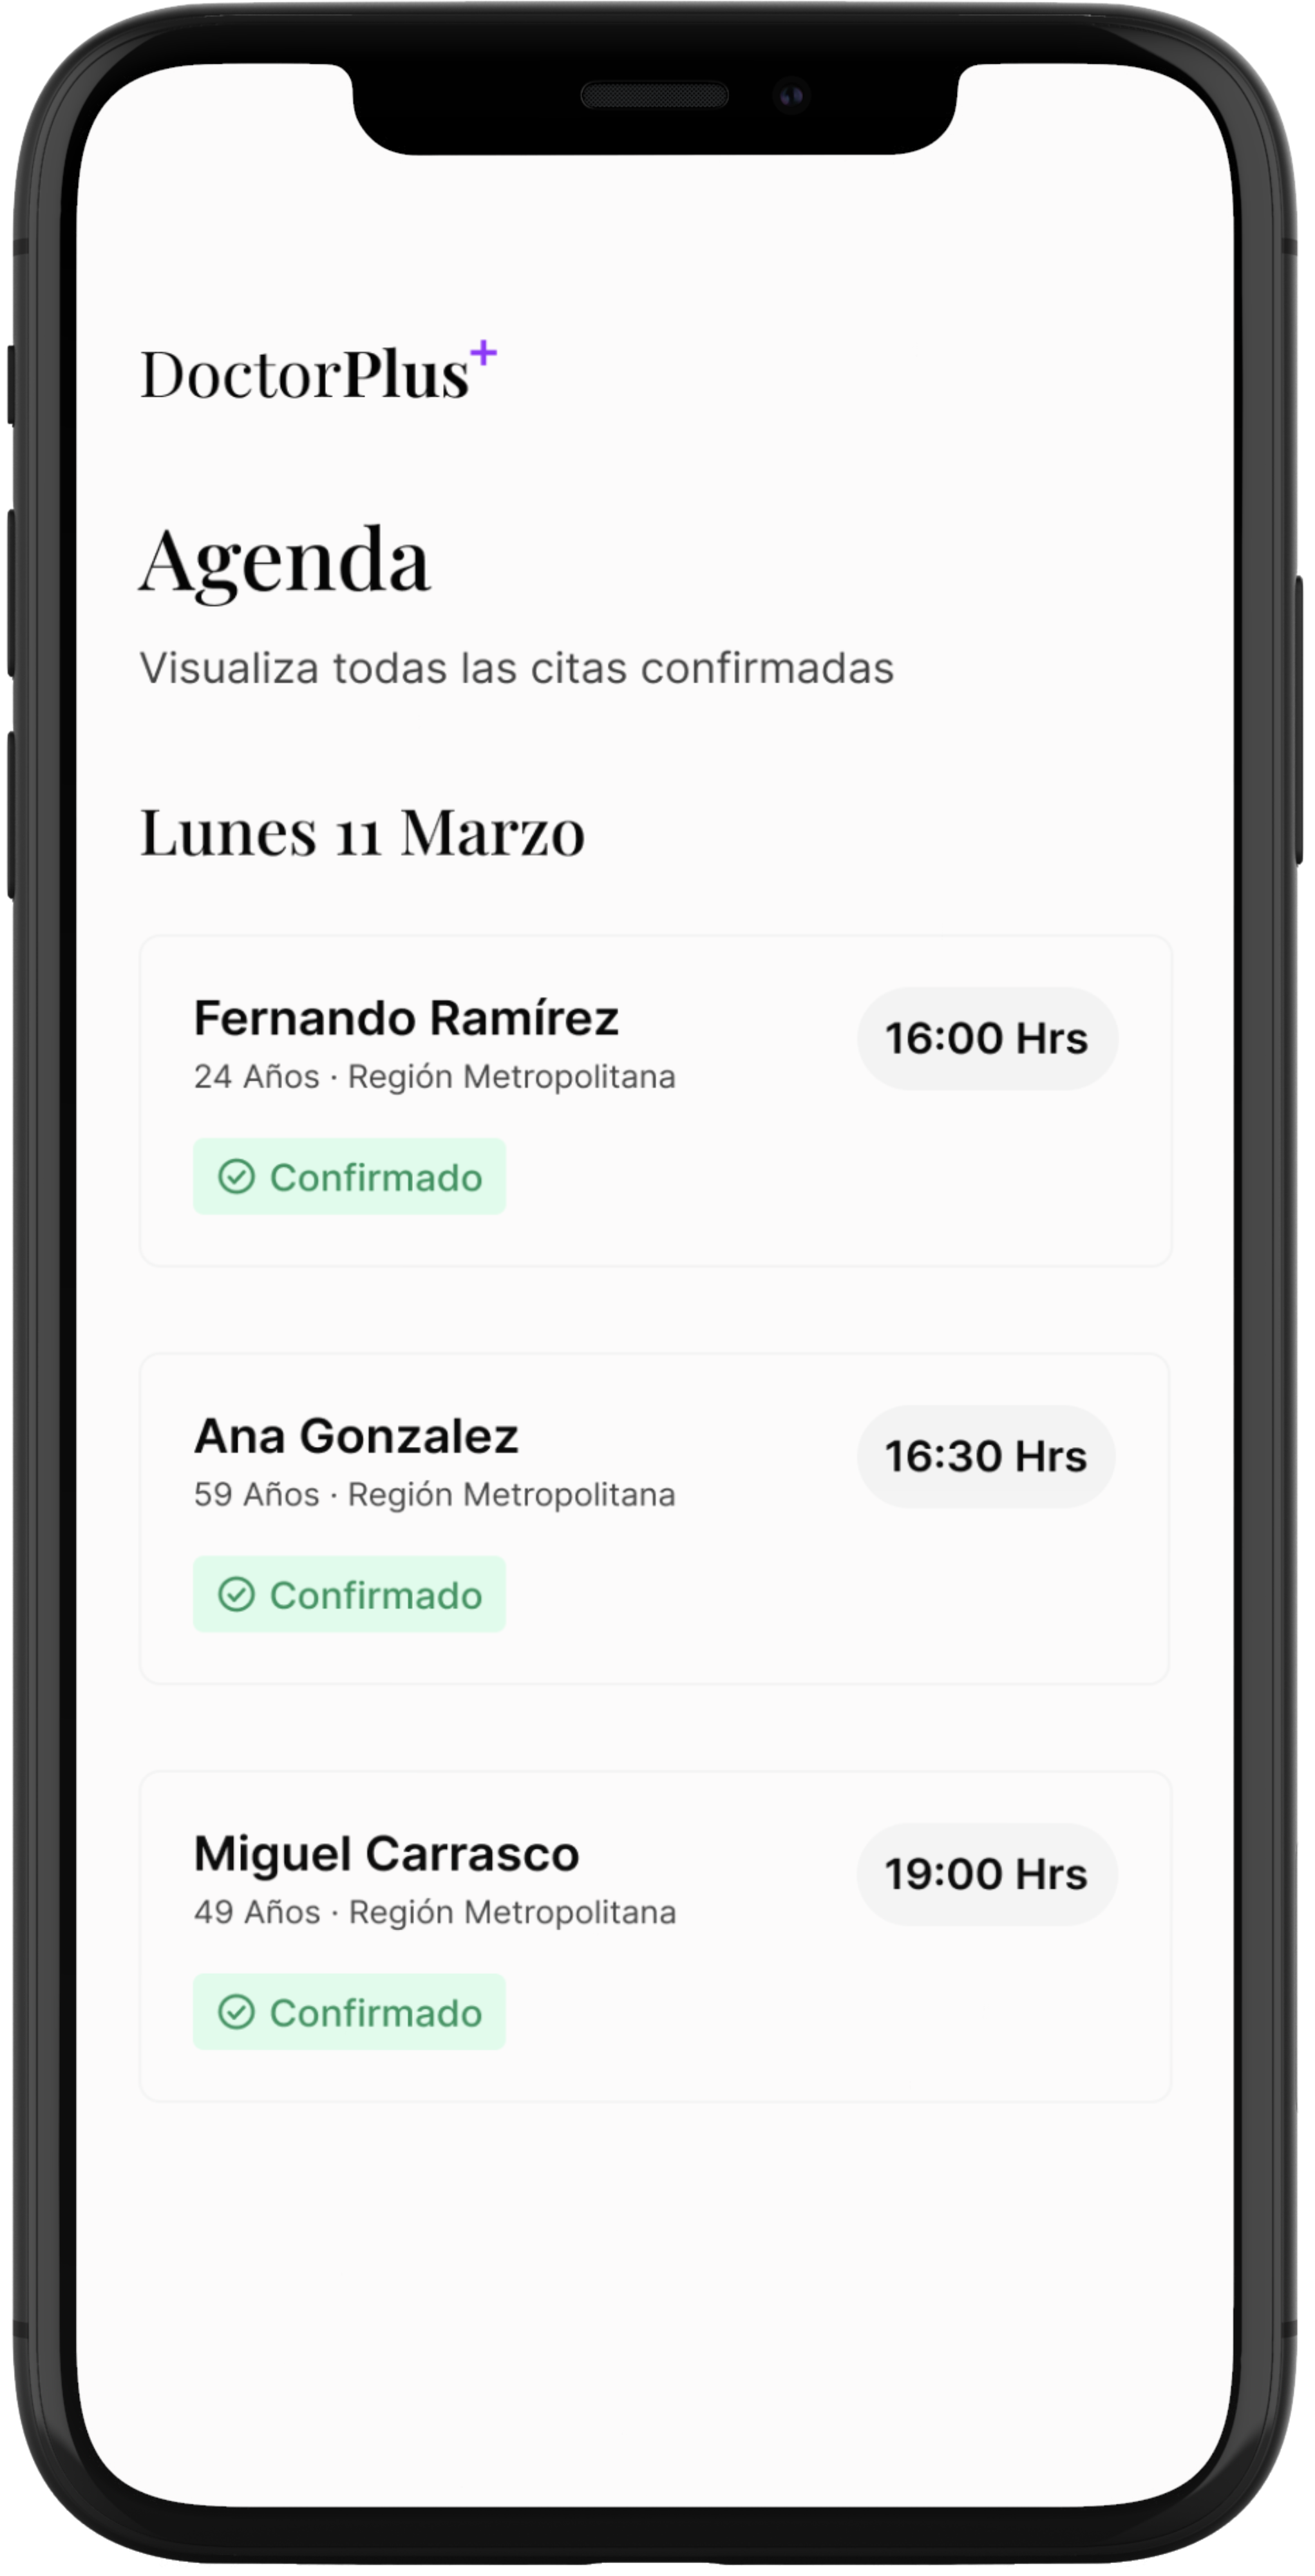 DoctorPlus+
Agenda
Visualiza todas las citas confirmadas
Lunes 11 Marzo
Fernando Ramírez
16:00 Hrs
24 Años · Región Metropolitana
Confirmado
Ana Gonzalez
16:30 Hrs
59 Años · Región Metropolitana
Confirmado
Miguel Carrasco
19:00 Hrs
49 Años · Región Metropolitana
Confirmado